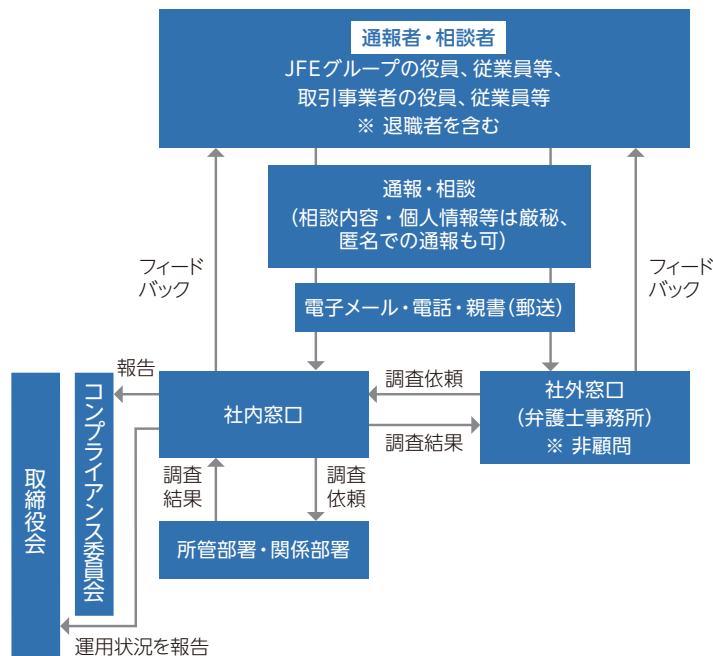 通報者・相談者
JFEグループの役員、従業員等、
取引事業者の役員、従業員等
※ 退職者を含む
通報・相談
(相談内容・個人情報等は厳秘、
匿名での通報も可)
フィード
バック
フィード
バック
電子メール・電話・親書(郵送)
報告
調査依頼
社内窓口
社外窓口
(弁護士事務所)
※ 非顧問
調査結果
コンプライアンス委員会
取締役会
調査
結果
調査
依頼
所管部署・関係部署
運用状況を報告